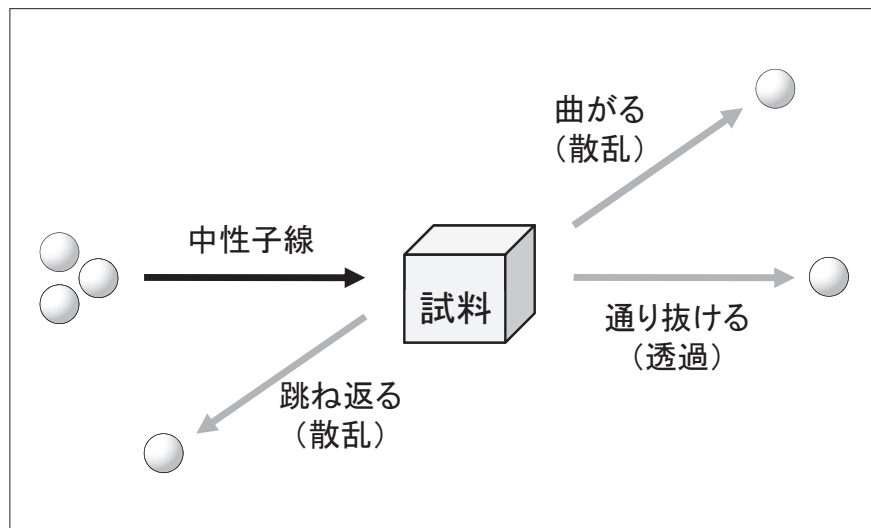 曲がる
（散乱）
中性子線
試料
通り抜ける
（透過）
跳ね返る
（散乱）